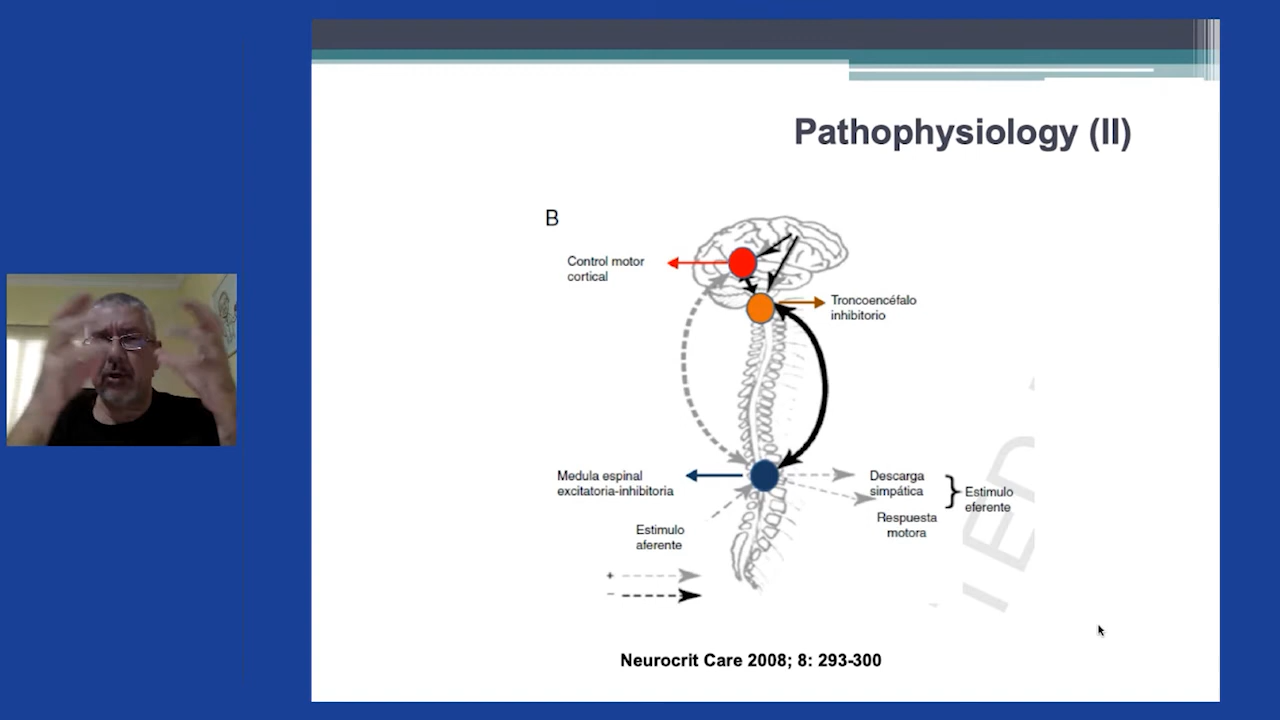 Pathophysiology (II)
B
Control motor
cortical
Troncoencéfalo
inhibitorio
Medula espinal
excitatoria-inhibitoria
Descarga
simpática
Estimulo
eferente
Respuesta
motora
Estimulo
aferente
+
-
Neurocrit Care 2008; 8: 293-300